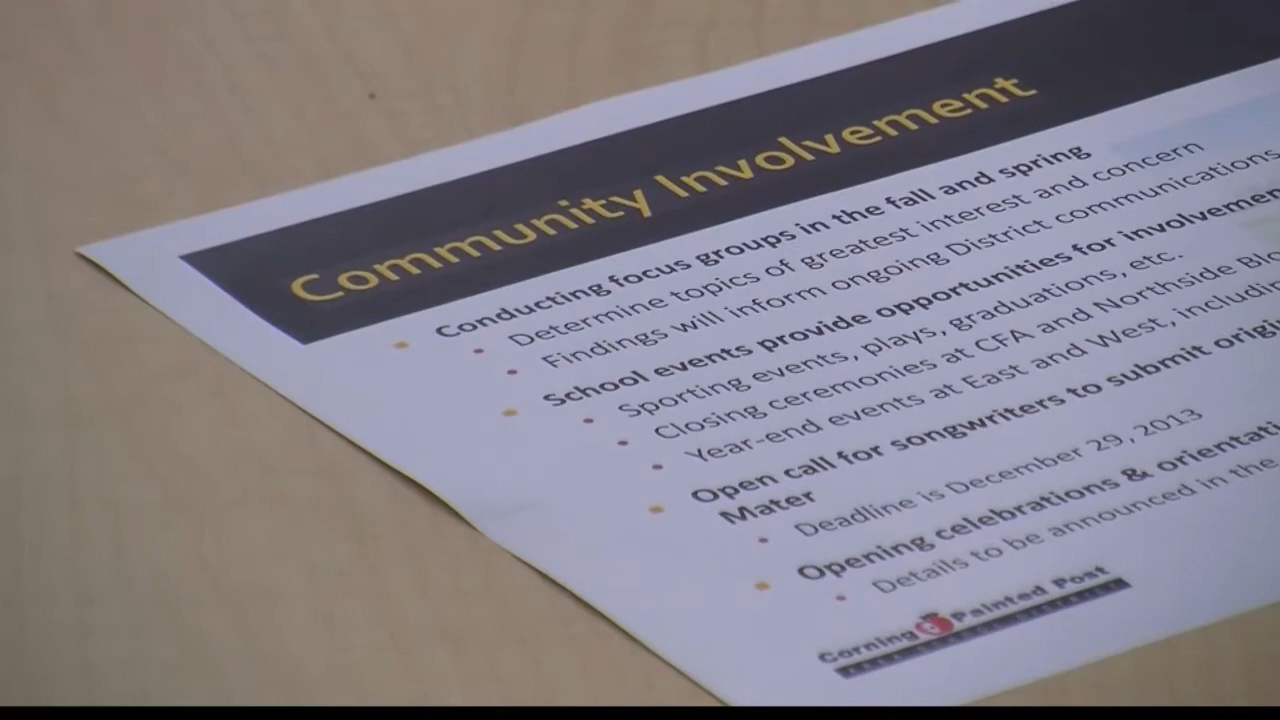 Community Involvement
Conducting focus groups in the fall and spring
Determine topics of greatest interest and concern
Findings will inform ongoing District communications
School events provide opportunities for involvemen
Sporting events, plays, graduations, etc.
Closing ceremonies at CFA and Northside Blo
Year-end events at East and West, includin
Open call for songwriters to submit origi
Mater
Deadline is December 29, 2013
Opening celebrations & orientati
Details to be announced in the
Corning Painted Post